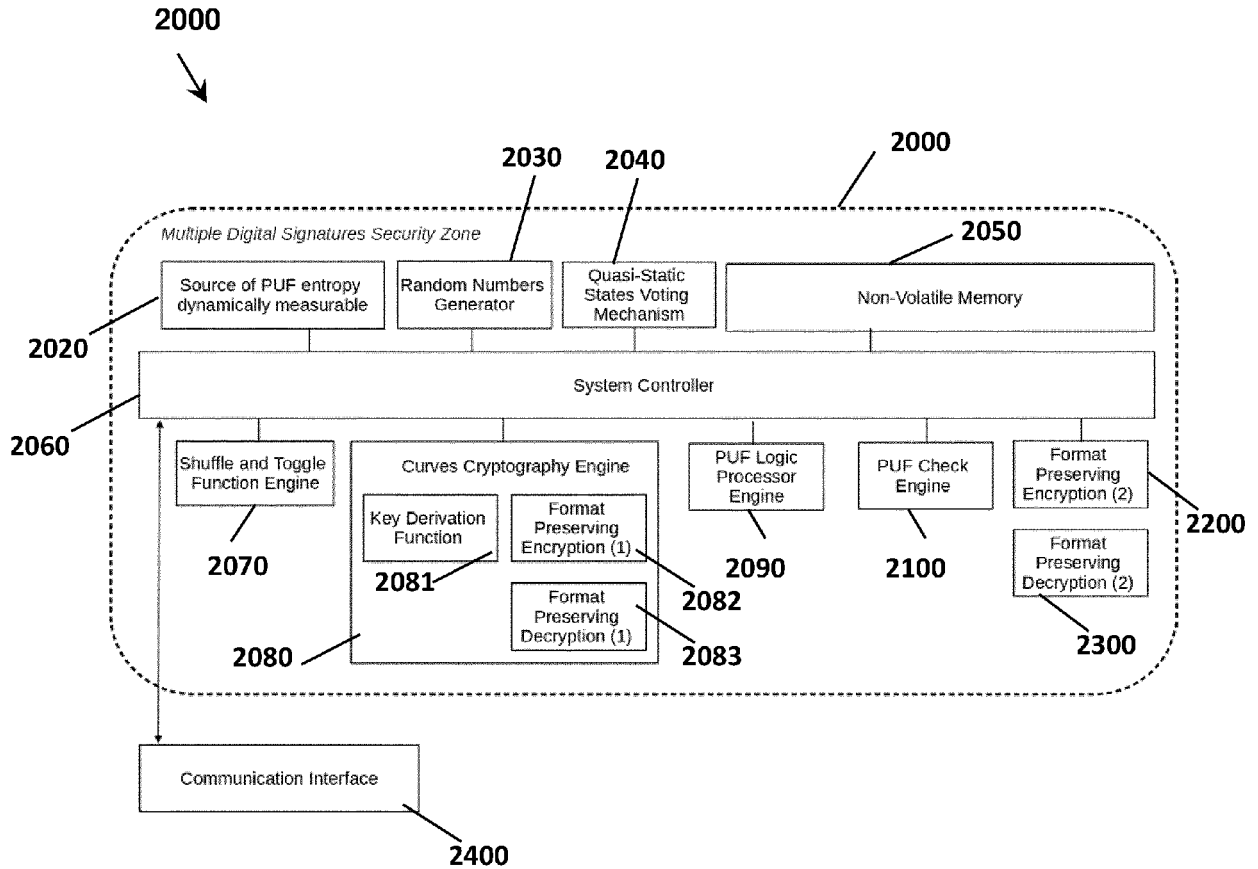 2000
2000
2030
2040
2050
Multiple Digital Signatures Security Zone
Source of PUF entropy
dynamically measurable
Random Numbers
Generator
Quasi-Static
States Voting
Mechanism
Non-Volatile Memory
2020
System Controller
2060
Shuffle and Toggle
Function Engine
2070
Curves Cryptography Engine
Key Derivation
Function
2081
Format
Preserving
Encryption (1)
2082
Format
Preserving
Decryption (1)
2083
2080
PUF Logic
Processor
Engine
2090
PUF Check
Engine
2100
Format
Preserving
Encryption (2)
2200
Format
Preserving
Decryption (2)
2300
Communication Interface
2400